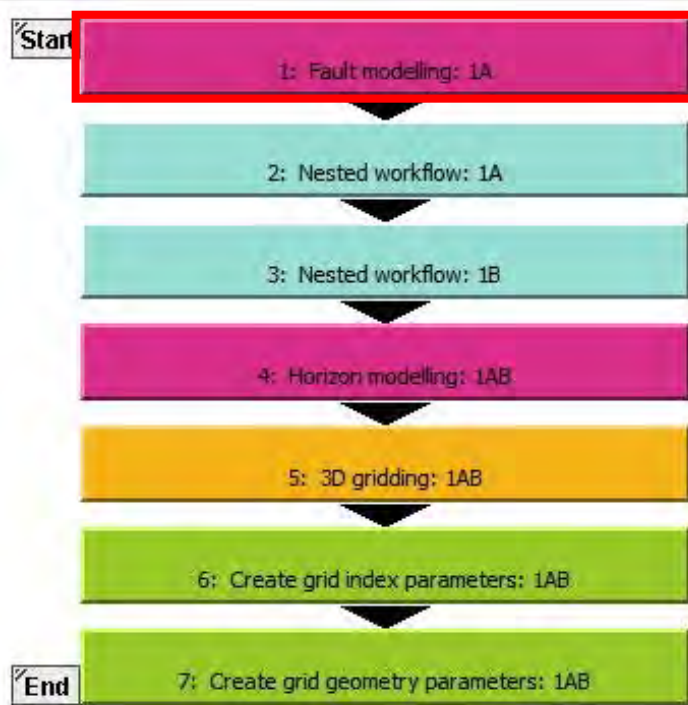 Start
1: Fault modelling: 1A
2: Nested workflow: 1A
3: Nested workflow: 1B
4: Horizon modelling: 1AB
5: 3D gridding: 1AB
6: Create grid index parameters: 1AB
7: Create grid geometry parameters: 1AB
End